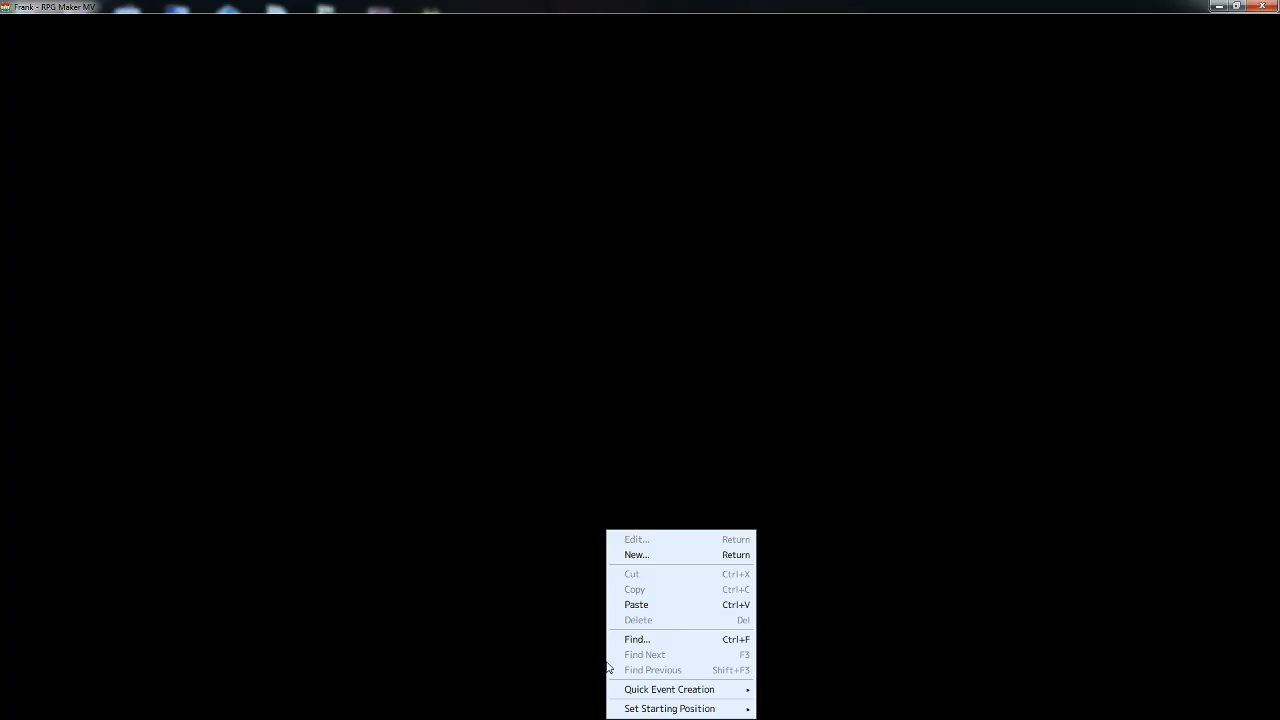 Frank - RPG Maker MV
Edit... Return
New... Return
Cut Ctrl+X
Copy Ctrl+C
Paste Ctrl+V
Delete Del
Find... Ctrl+F
Find Next F3
Find Previous Shift+F3
Quick Event Creation
Set Starting Position